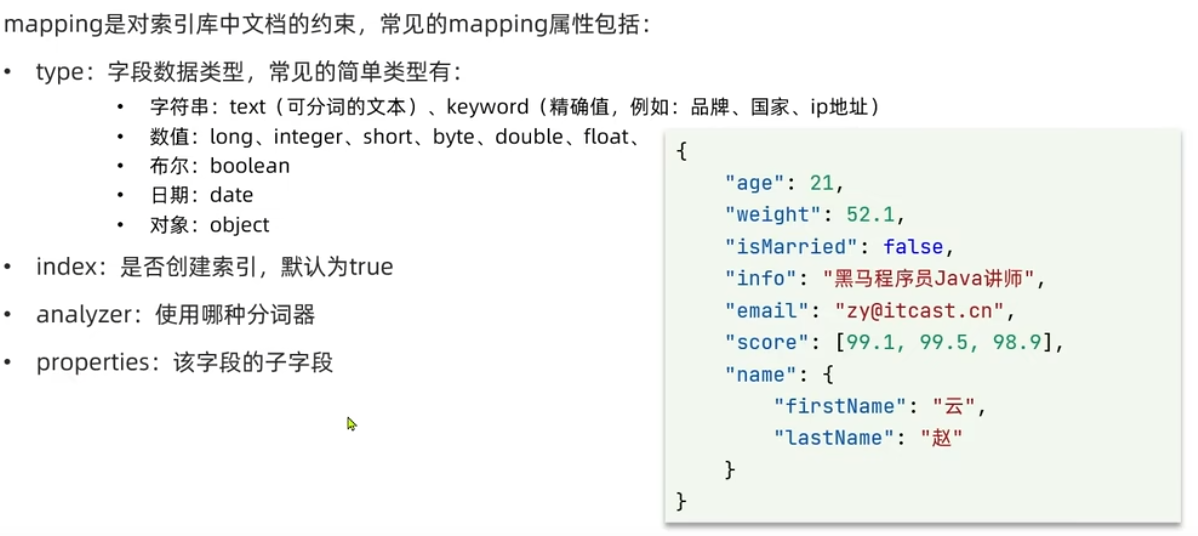 mapping是对索引库中文档的约束，常见的mapping属性包括：
• type：字段数据类型，常见的简单类型有：
• 字符串：text（可分词的文本）、keyword（精确值，例如：品牌、国家、ip地址）
• 数值：long、integer、short、byte、double、float、
• 布尔：boolean
• 日期：date
• 对象：object
• index：是否创建索引，默认为true
• analyzer：使用哪种分词器
• properties：该字段的子字段
{
"age": 21,
"weight": 52.1,
"isMarried": false,
"info": "黑马程序员Java讲师",
"email": "zy@itcast.cn",
"score": [99.1, 99.5, 98.9],
"name": {
"firstName": "云",
"lastName": "赵"
}
}